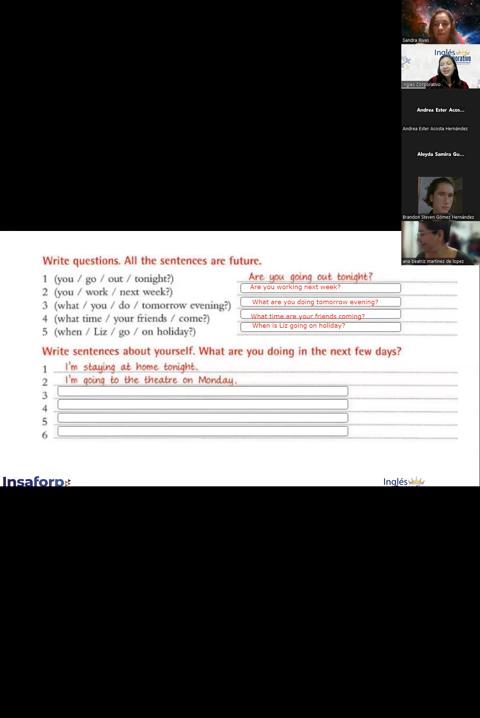 Sandra Rivas
Inglés
Corporativo
Inglés Corporativo
Andrea Ester Acos...
Andrea Ester Acosta Hernández
Aleyda Samira Gu...
Brandon Steven Gómez Hernández
ana beatriz martinez de lopez
Write questions. All the sentences are future.
1 (you / go / out / tonight?) Are you going out tonight?
2 (you / work / next week?) Are you working next week?
3 (what / you / do / tomorrow evening?) What are you doing tomorrow evening?
4 (what time / your friends / come?) What time are your friends coming?
5 (when / Liz / go / on holiday?) When is Liz going on holiday?
Write sentences about yourself. What are you doing in the next few days?
1 I'm staying at home tonight.
2 I'm going to the theatre on Monday.
3
4
5
6
Insaforp
Inglés